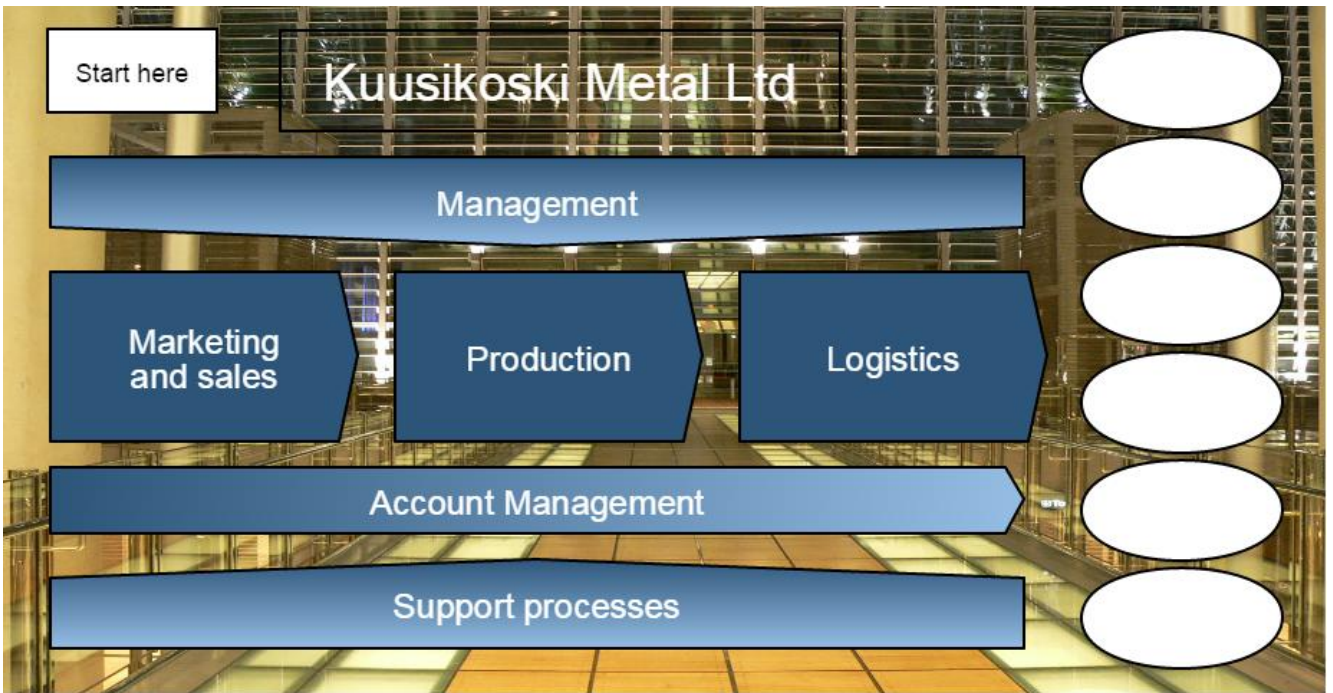 Start here
Kuusikoski Metal Ltd
Management
Marketing
and sales
Production
Logistics
Account Management
Support processes